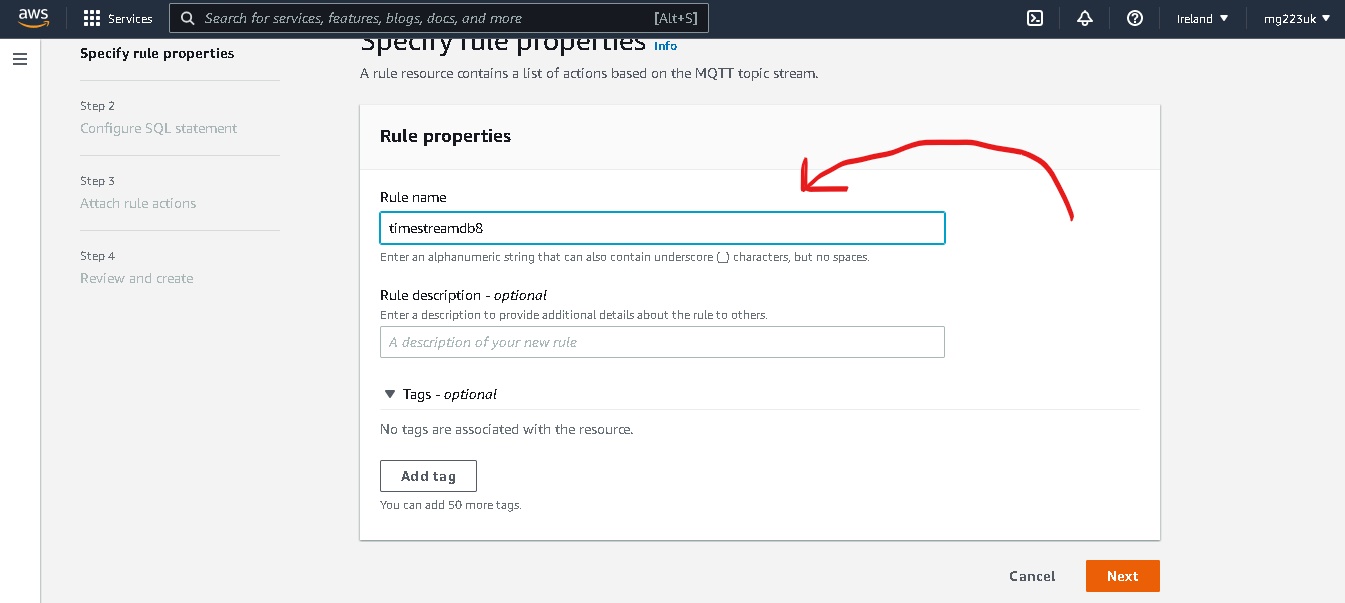 aws
Services
Search for services, features, blogs, docs, and more [Alt+S]
Ireland
mg223uk
Specify rule properties
Step 2
Configure SQL statement
Step 3
Attach rule actions
Step 4
Review and create
Specify rule properties Info
A rule resource contains a list of actions based on the MQTT topic stream.
Rule properties
Rule name
timestreamdb8
Enter an alphanumeric string that can also contain underscore (_) characters, but no spaces.
Rule description - optional
Enter a description to provide additional details about the rule to others.
A description of your new rule
Tags - optional
No tags are associated with the resource.
Add tag
You can add 50 more tags.
Cancel
Next